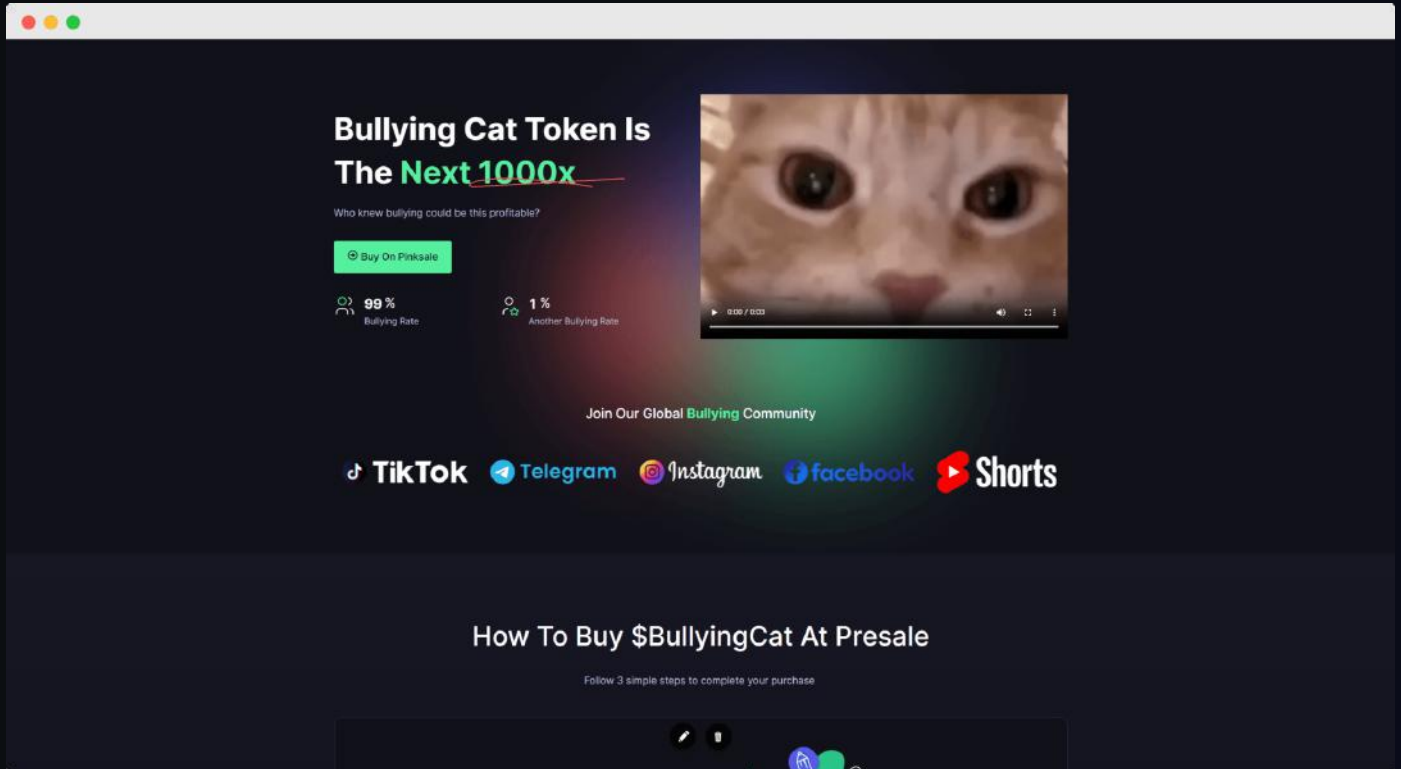 Bullying Cat Token Is
The Next 1000x
Who knew bullying could be this profitable?
Buy On Pinksale
99 %
Bullying Rate
1 %
Another Bullying Rate
0:00 / 0:03
Join Our Global Bullying Community
TikTok
Telegram
Instagram
facebook
Shorts
How To Buy $BullyingCat At Presale
Follow 3 simple steps to complete your purchase